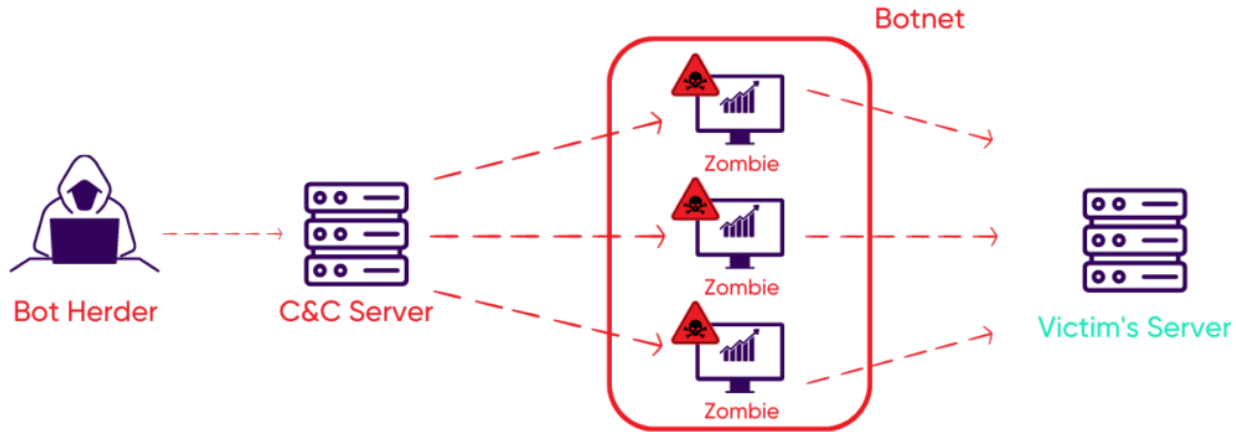 Botnet
Zombie
Zombie
Zombie
Bot Herder
C&C Server
Victim's Server